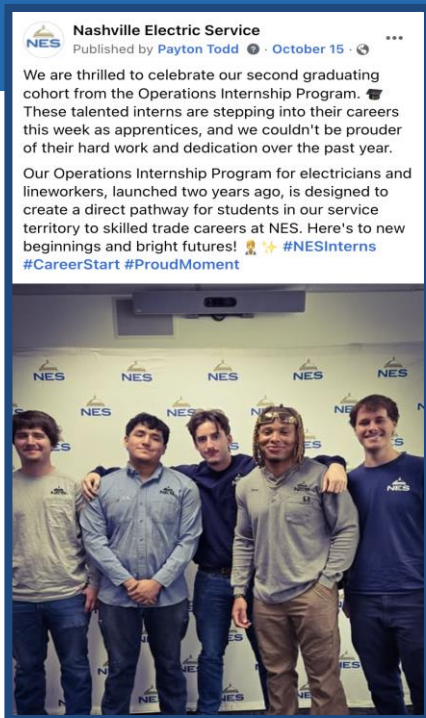 NES
Nashville Electric Service
Published by Payton Todd · October 15 ·
We are thrilled to celebrate our second graduating
cohort from the Operations Internship Program. 🎓
These talented interns are stepping into their careers
this week as apprentices, and we couldn't be prouder
of their hard work and dedication over the past year.
Our Operations Internship Program for electricians and
lineworkers, launched two years ago, is designed to
create a direct pathway for students in our service
territory to skilled trade careers at NES. Here's to new
beginnings and bright futures! 👷✨ #NESInterns
#CareerStart #ProudMoment
NES NES NES NES NES
NES NES NES
NES
NES